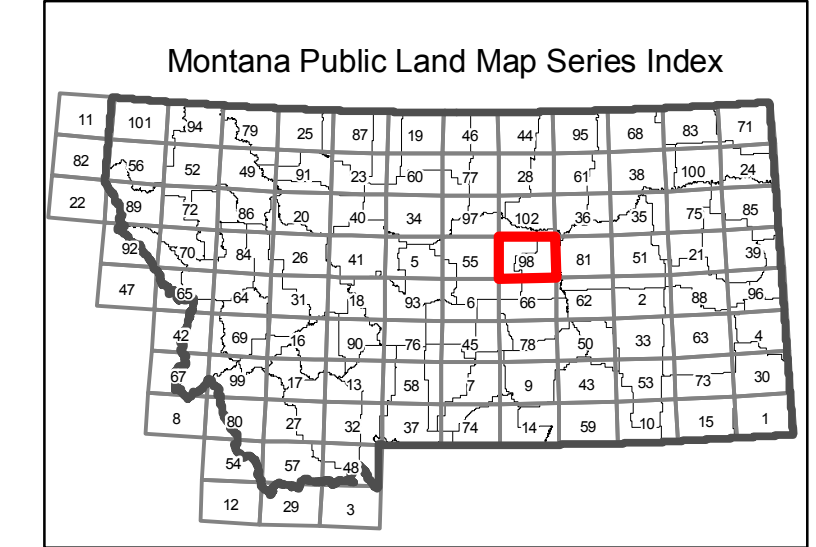 Montana Public Land Map Series Index
11 101 94 79 25 87 19 46 44 95 68 83 71
82 56 52 49 91 23 60 77 28 61 38 100 24
22 89 72 86 20 40 34 97 102 36 35 75 85
92 70 84 26 41 5 55 98 81 51 21 39
47 65 64 31 18 93 6 66 62 2 88 96
42 69 16 90 76 45 78 50 33 63 4
67 99 17 13 58 7 9 43 53 73 30
8 80 27 32 37 74 14 59 10 15 1
54 57 48
12 29 3